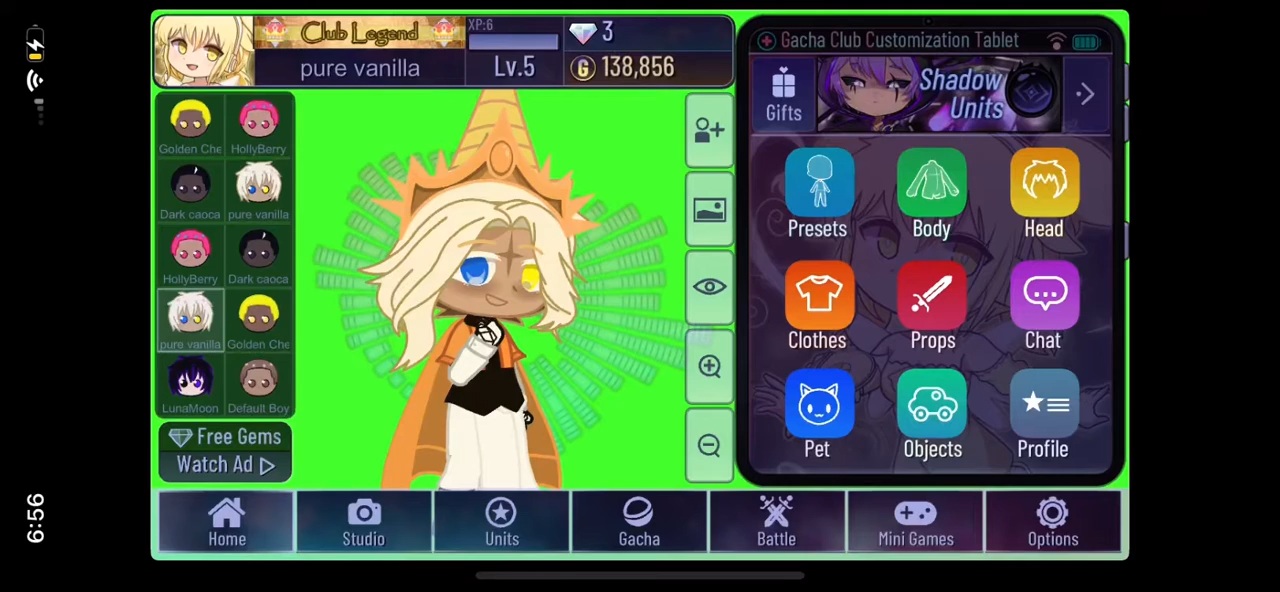 Club Legend
XP:6
3
pure vanilla
Lv.5
G 138,856
Gacha Club Customization Tablet
Gifts
Shadow
Units
Golden Che
HollyBerry
Dark caoca
pure vanilla
HollyBerry
Dark caoca
pure vanilla
Golden Che
LunaMoon
Default Boy
Free Gems
Watch Ad
Presets
Body
Head
Clothes
Props
Chat
Pet
Objects
Profile
Home
Studio
Units
Gacha
Battle
Mini Games
Options
6:56